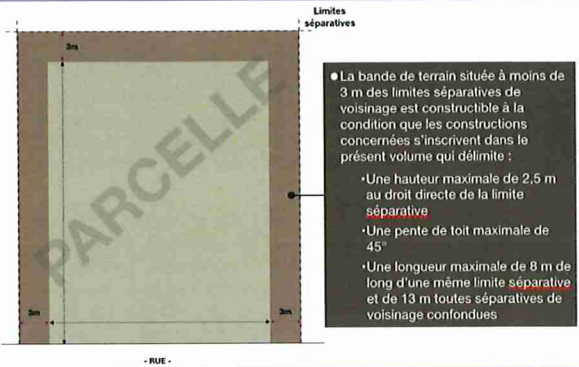 Limites
séparatives
3m
PARCELLE
3m
3m
- RUE -
●La bande de terrain située à moins de
3 m des limites séparatives de
voisinage est constructible à la
condition que les constructions
concernées s'inscrivent dans le
présent volume qui délimite :
•Une hauteur maximale de 2,5 m
au droit directe de la limite
séparative
•Une pente de toit maximale de
45°
•Une longueur maximale de 8 m de
long d'une même limite séparative
et de 13 m toutes séparatives de
voisinage confondues